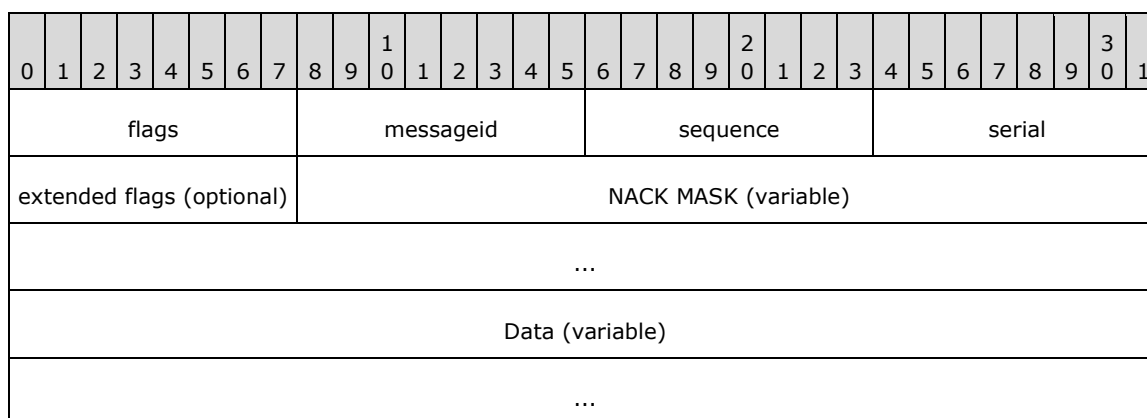 1 2 3
0 1 2 3 4 5 6 7 8 9 0 1 2 3 4 5 6 7 8 9 0 1 2 3 4 5 6 7 8 9 0 1
flags messageid sequence serial
extended flags (optional) NACK MASK (variable)
...
Data (variable)
...